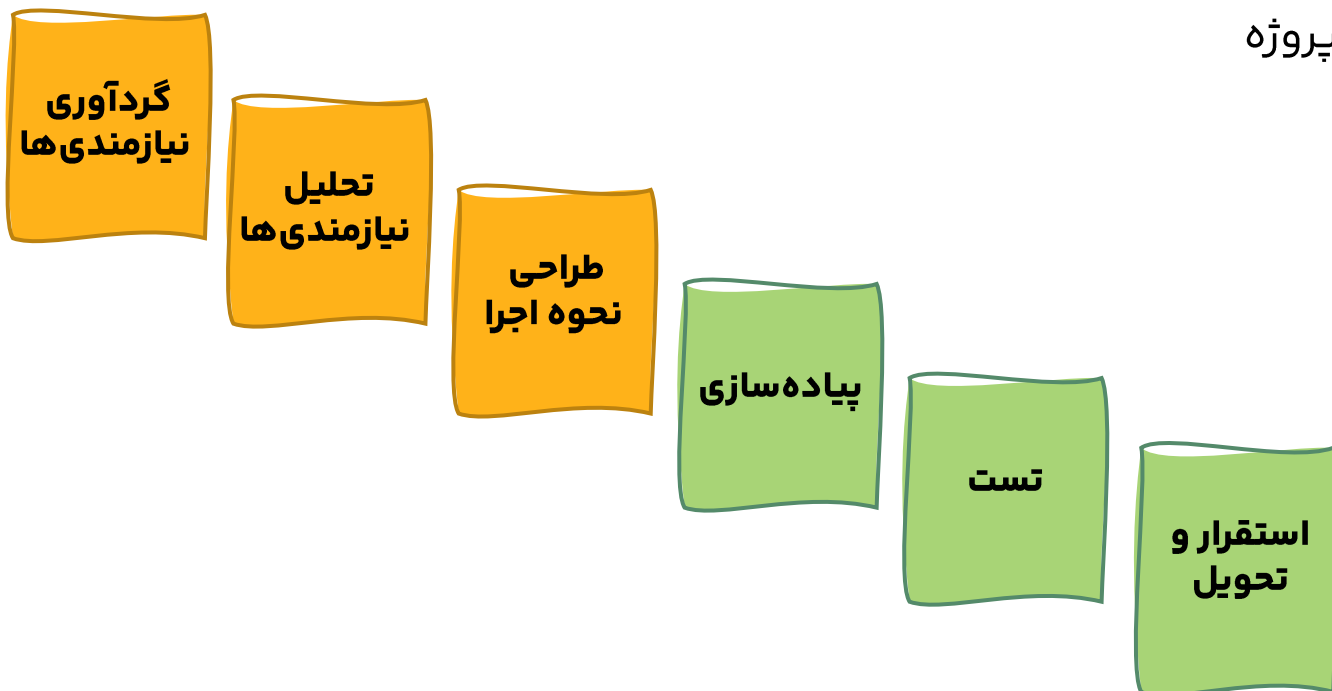 پروژه
گردآوری
نیازمندی‌ها
تحلیل
نیازمندی‌ها
طراحی
نحوه اجرا
پیاده‌سازی
تست
استقرار و
تحویل